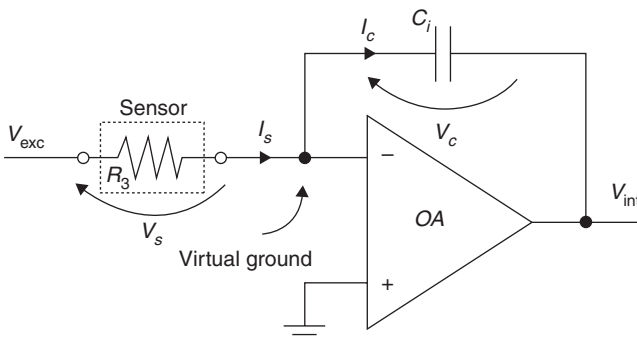 I_c
C_i
V_c
Sensor
V_exc
R_3
I_s
V_s
Virtual ground
−
OA
+
V_int